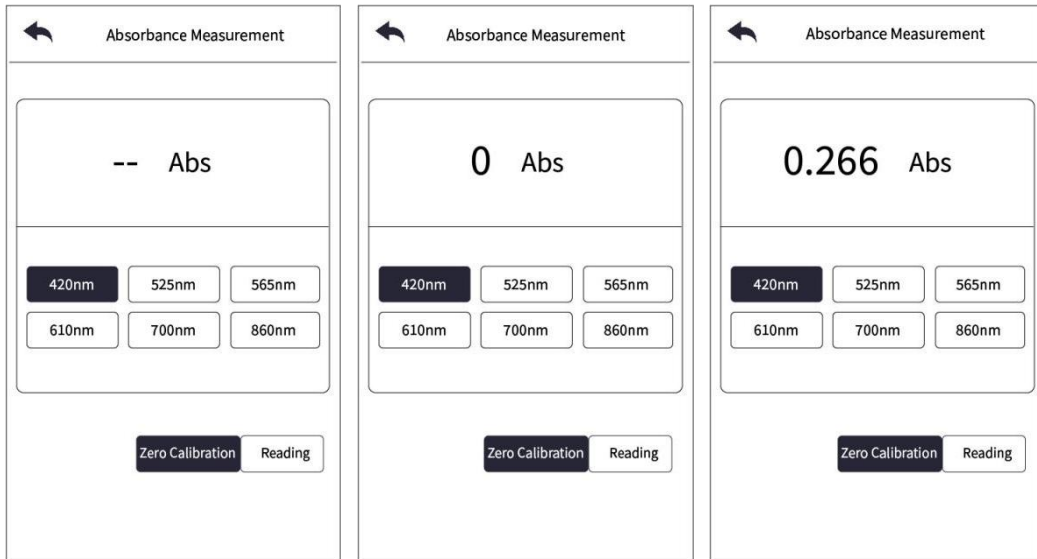 Absorbance Measurement
-- Abs
420nm 525nm 565nm
610nm 700nm 860nm
Zero Calibration Reading
Absorbance Measurement
0 Abs
420nm 525nm 565nm
610nm 700nm 860nm
Zero Calibration Reading
Absorbance Measurement
0.266 Abs
420nm 525nm 565nm
610nm 700nm 860nm
Zero Calibration Reading